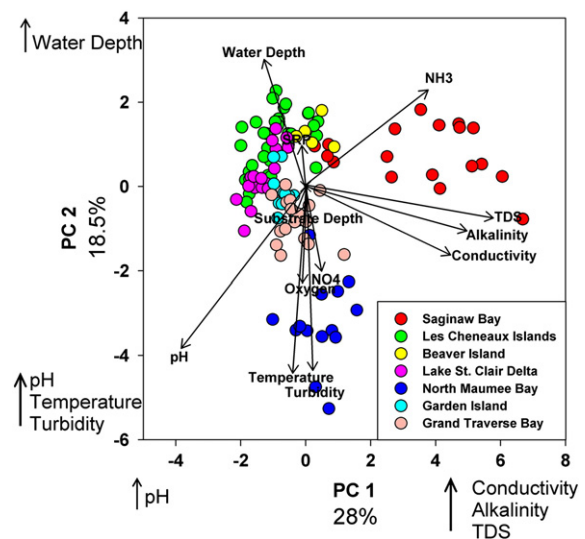 4
Water Depth
Water Depth
NH3
2
SRP
0
Substrate Depth
TDS
Alkalinity
Conductivity
PC 2
18.5%
-2
NO4
Oxygen
Saginaw Bay
Les Cheneaux Islands
Beaver Island
Lake St. Clair Delta
North Maumee Bay
Garden Island
Grand Traverse Bay
pH
-4
pH
Temperature
Turbidity
Temperature
Turbidity
-6
-4 -2 0 2 4 6 8
pH
PC 1
28%
Conductivity
Alkalinity
TDS